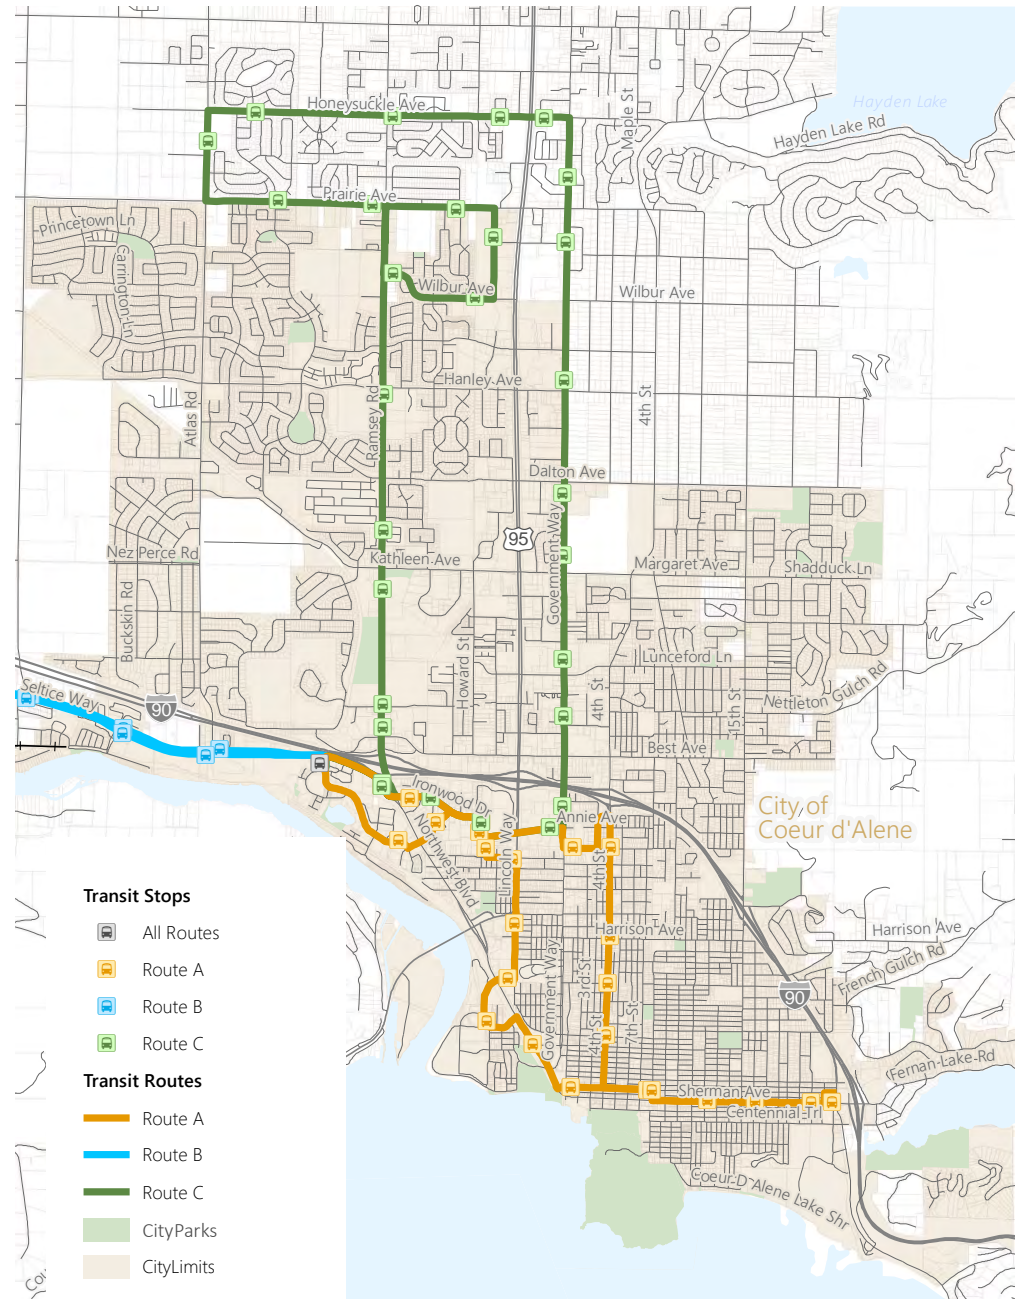 Honeysuckle Ave
Maple St
Hayden Lake
Hayden Lake Rd
Prairie Ave
Princetown Ln
Carrington Ln
Wilbur Ave
Wilbur Ave
Hanley Ave
Atlas Rd
Ramsey Rd
4th St
Dalton Ave
95
Government Way
Nez Perce Rd
Kathleen Ave
Margaret Ave
Shadduck Ln
Buckskin Rd
Howard St
Lunceford Ln
Nettleton Gulch Rd
4th St
15th St
Seltice Way
90
Best Ave
Ironwood Dr
Annie Ave
City of
Coeur d'Alene
Northwest Blvd
Lincoln Way
4th St
Harrison Ave
Harrison Ave
French Gulch Rd
3rd St
Government Way
4th St
7th St
90
Fernan Lake Rd
Sherman Ave
Centennial Trl
Coeur D'Alene Lake Shr
Transit Stops
All Routes
Route A
Route B
Route C
Transit Routes
Route A
Route B
Route C
CityParks
CityLimits